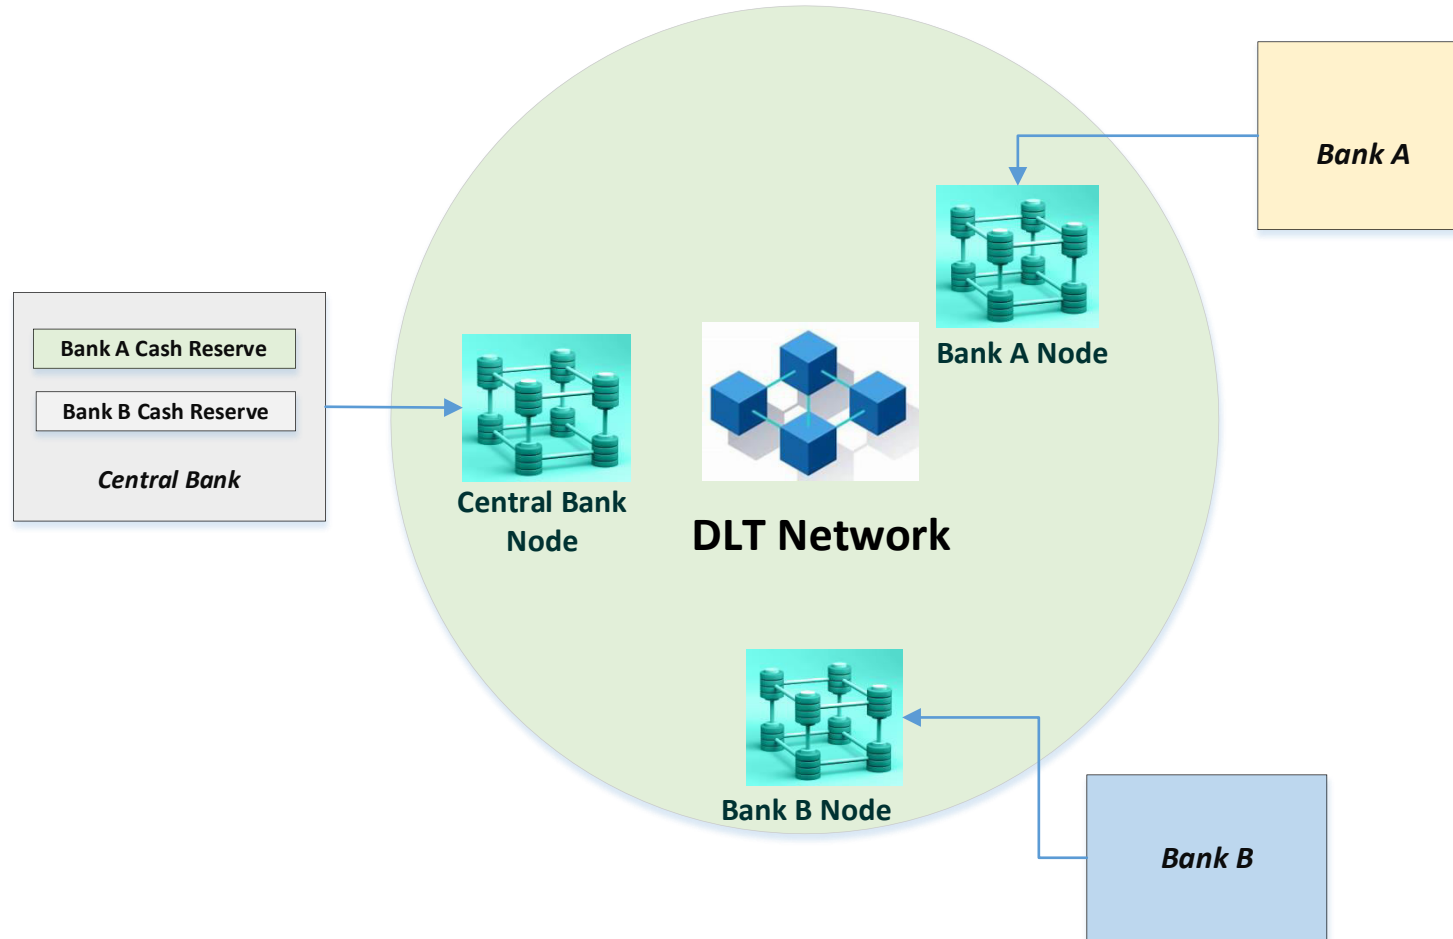 Bank A
Bank A Node
Bank A Cash Reserve
Bank B Cash Reserve
Central Bank
Central Bank
Node
DLT Network
Bank B Node
Bank B